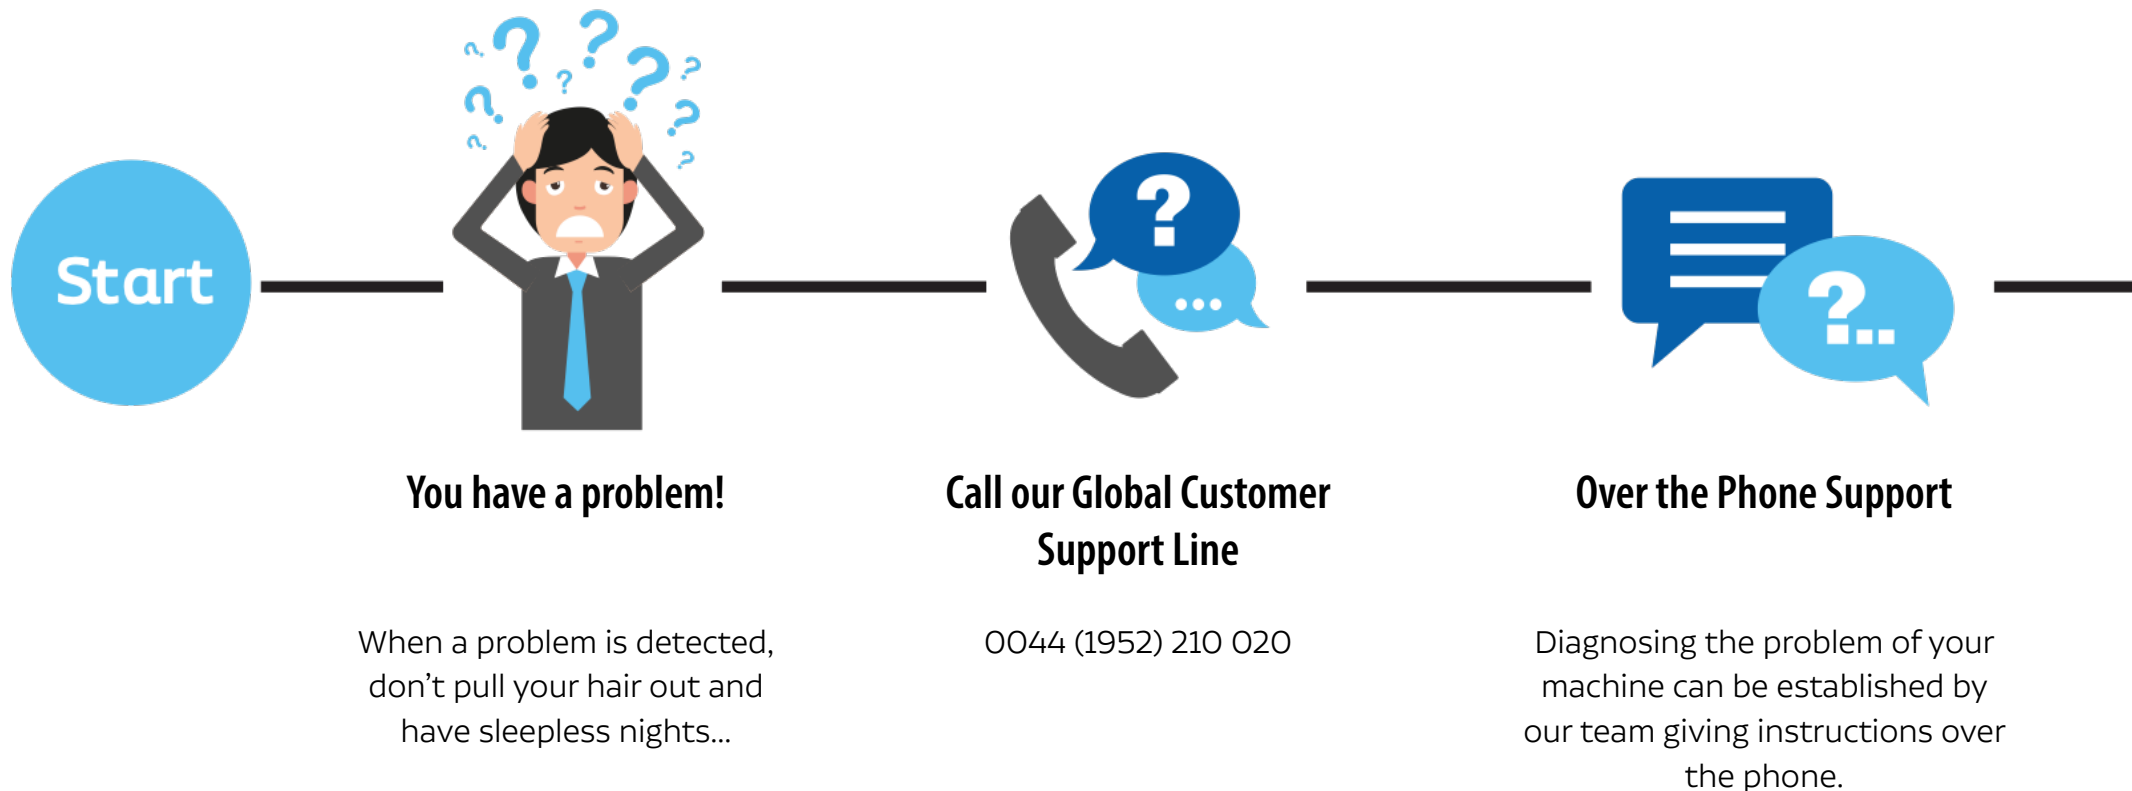 Start
You have a problem!
When a problem is detected,
don't pull your hair out and
have sleepless nights...
Call our Global Customer
Support Line
0044 (1952) 210 020
Over the Phone Support
Diagnosing the problem of your
machine can be established by
our team giving instructions over
the phone.